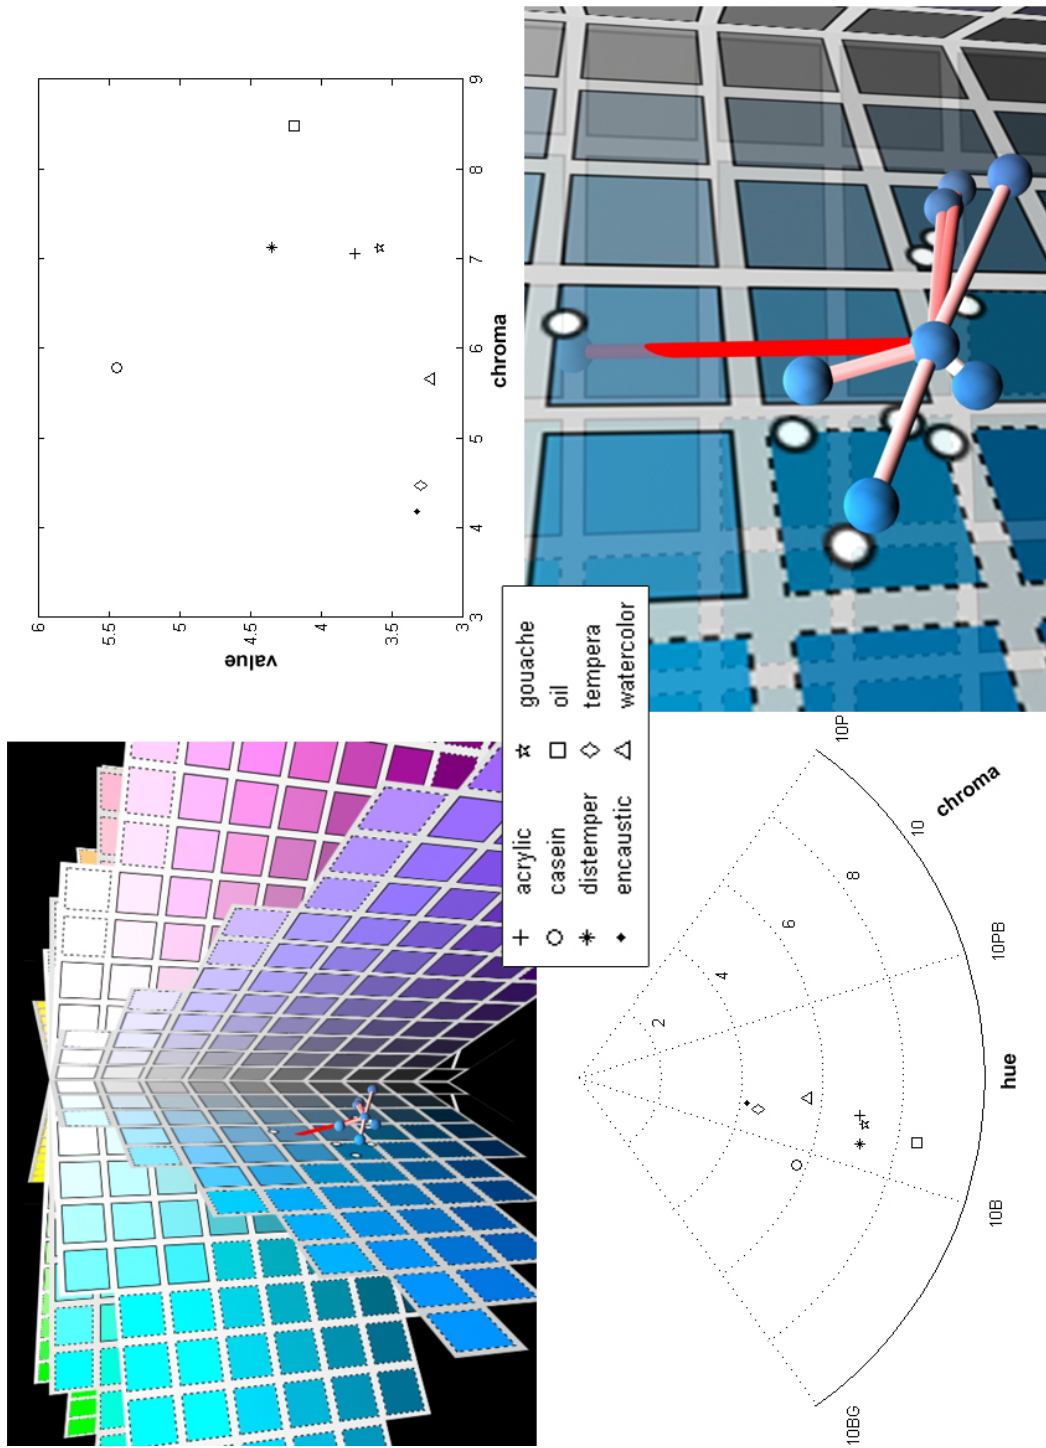 6
5.5
5
4.5
4
3.5
3
value
3
4
5
6
7
8
9
chroma
+ acrylic ☆ gouache
○ casein □ oil
* distemper ◇ tempera
♦ encaustic △ watercolor
2
4
6
8
10
chroma
10BG
10B
10PB
10P
hue